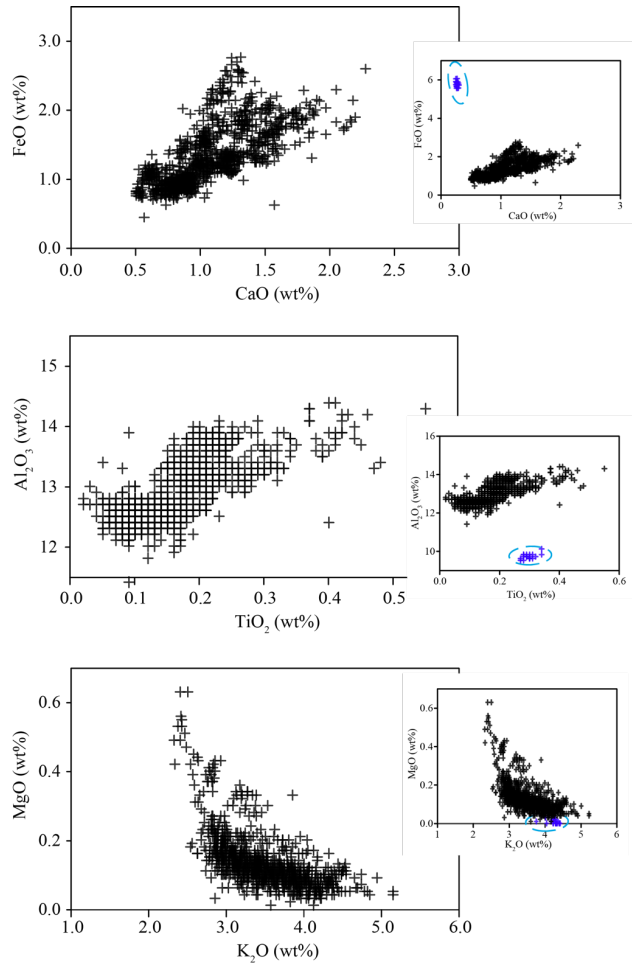 3.0
2.0
1.0
0.0
FeO (wt%)
0.0 0.5 1.0 1.5 2.0 2.5 3.0
CaO (wt%)
6
4
2
0
FeO (wt%)
0 1 2 3
CaO (wt%)
15
14
13
12
Al₂O₃ (wt%)
0.0 0.1 0.2 0.3 0.4 0.5
TiO₂ (wt%)
16
14
12
10
Al₂O₃ (wt%)
0.0 0.2 0.4 0.6
TiO₂ (wt%)
0.6
0.4
0.2
0.0
MgO (wt%)
1.0 2.0 3.0 4.0 5.0 6.0
K₂O (wt%)
0.6
0.4
0.2
0.0
MgO (wt%)
1 2 3 4 5 6
K₂O (wt%)